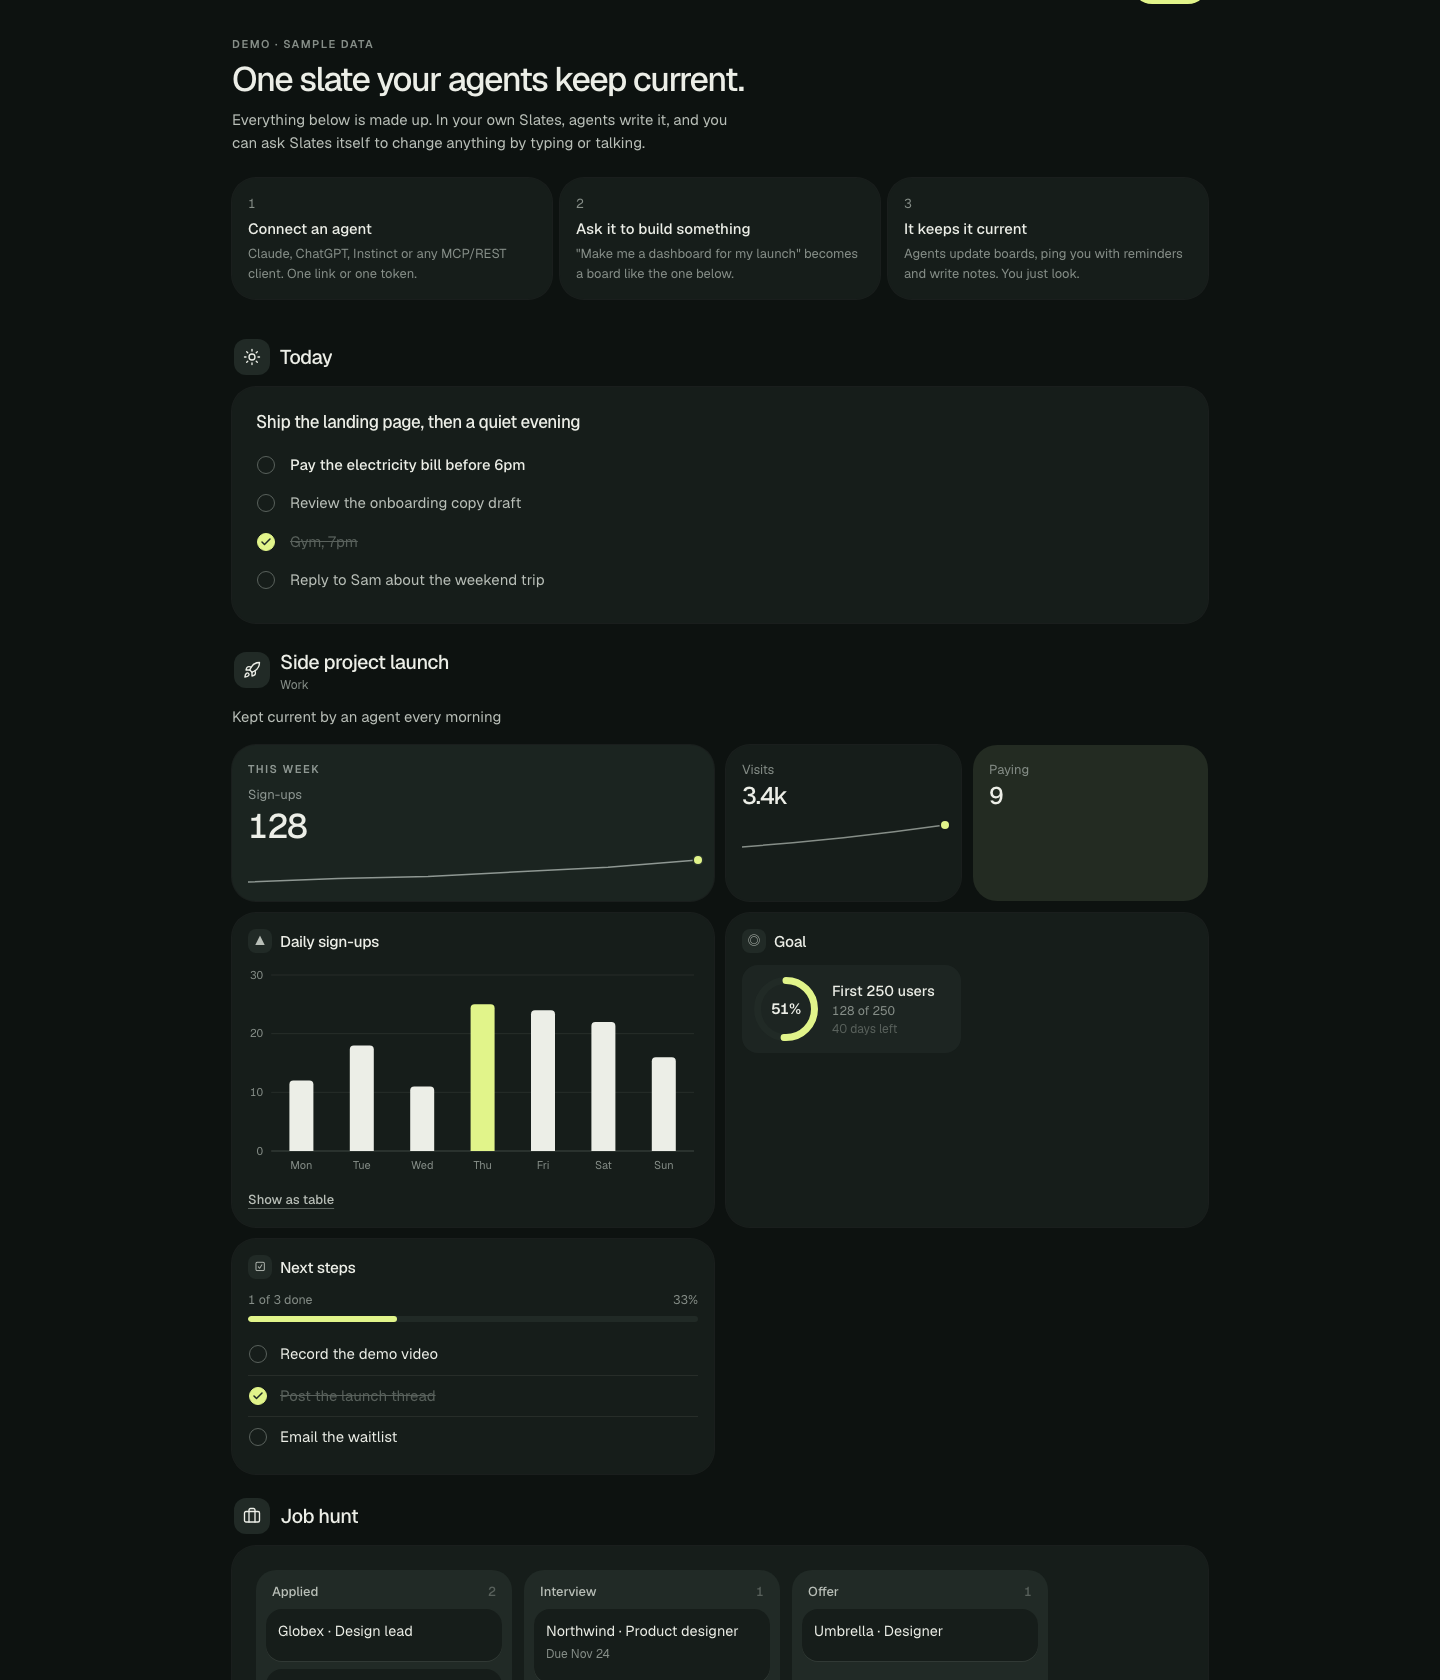 DEMO · SAMPLE DATA
One slate your agents keep current.
Everything below is made up. In your own Slates, agents write it, and you
can ask Slates itself to change anything by typing or talking.
1
Connect an agent
Claude, ChatGPT, Instinct or any MCP/REST
client. One link or one token.
2
Ask it to build something
"Make me a dashboard for my launch" becomes
a board like the one below.
3
It keeps it current
Agents update boards, ping you with reminders
and write notes. You just look.
Today
Ship the landing page, then a quiet evening
Pay the electricity bill before 6pm
Review the onboarding copy draft
Gym, 7pm
Reply to Sam about the weekend trip
Side project launch
Work
Kept current by an agent every morning
THIS WEEK
Sign-ups
128
Visits
3.4k
Paying
9
Daily sign-ups
30
20
10
0
Mon Tue Wed Thu Fri Sat Sun
Show as table
Goal
51%
First 250 users
128 of 250
40 days left
Next steps
1 of 3 done 33%
Record the demo video
Post the launch thread
Email the waitlist
Job hunt
Applied 2
Globex · Design lead
Interview 1
Northwind · Product designer
Due Nov 24
Offer 1
Umbrella · Designer